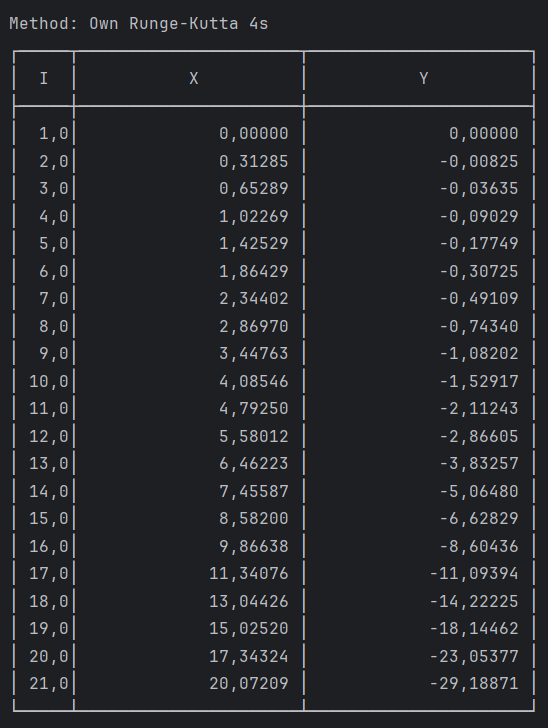 Method: Own Runge-Kutta 4s
I X Y
1,0 0,00000 0,00000
2,0 0,31285 -0,00825
3,0 0,65289 -0,03635
4,0 1,02269 -0,09029
5,0 1,42529 -0,17749
6,0 1,86429 -0,30725
7,0 2,34402 -0,49109
8,0 2,86970 -0,74340
9,0 3,44763 -1,08202
10,0 4,08546 -1,52917
11,0 4,79250 -2,11243
12,0 5,58012 -2,86605
13,0 6,46223 -3,83257
14,0 7,45587 -5,06480
15,0 8,58200 -6,62829
16,0 9,86638 -8,60436
17,0 11,34076 -11,09394
18,0 13,04426 -14,22225
19,0 15,02520 -18,14462
20,0 17,34324 -23,05377
21,0 20,07209 -29,18871